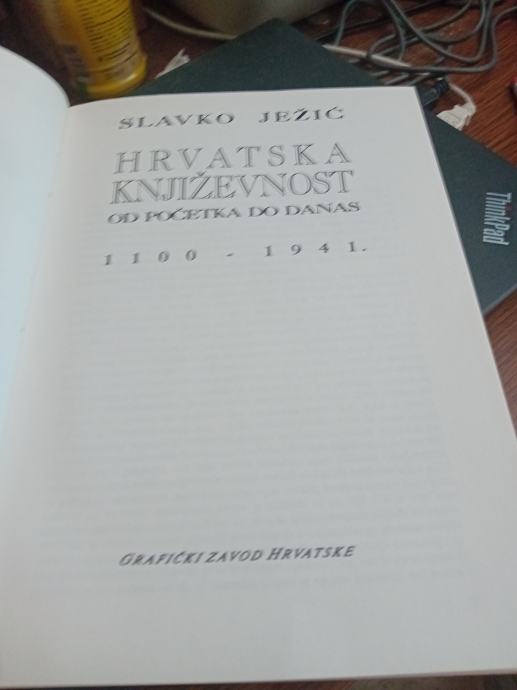 SLAVKO JEŽIĆ
HRVATSKA
KNJIŽEVNOST
OD POČETKA DO DANAS
1100 - 1941.
GRAFIČKI ZAVOD HRVATSKE
ThinkPad